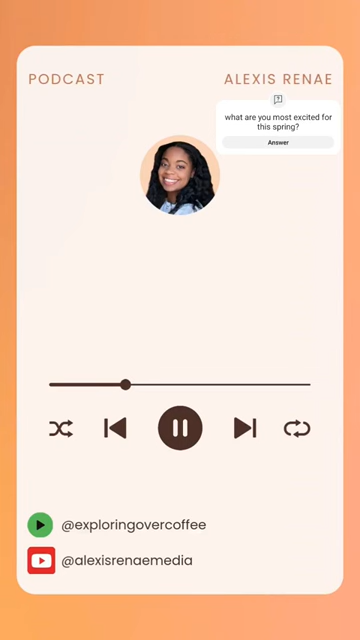 PODCAST
ALEXIS RENAE
what are you most excited for
this spring?
Answer
@exploringovercoffee
@alexisrenaemedia